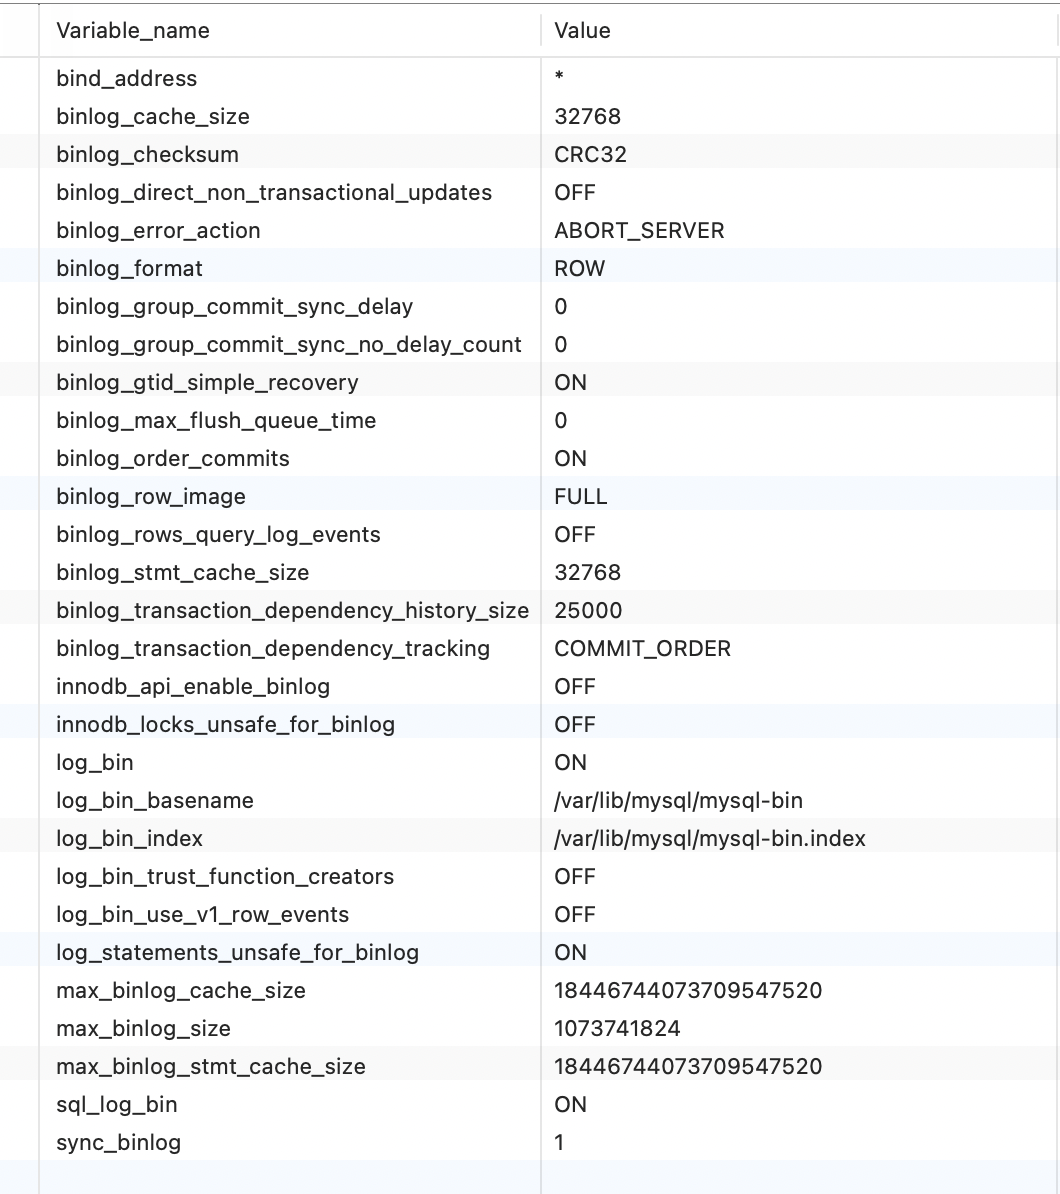 Variable_name Value
bind_address *
binlog_cache_size 32768
binlog_checksum CRC32
binlog_direct_non_transactional_updates OFF
binlog_error_action ABORT_SERVER
binlog_format ROW
binlog_group_commit_sync_delay 0
binlog_group_commit_sync_no_delay_count 0
binlog_gtid_simple_recovery ON
binlog_max_flush_queue_time 0
binlog_order_commits ON
binlog_row_image FULL
binlog_rows_query_log_events OFF
binlog_stmt_cache_size 32768
binlog_transaction_dependency_history_size 25000
binlog_transaction_dependency_tracking COMMIT_ORDER
innodb_api_enable_binlog OFF
innodb_locks_unsafe_for_binlog OFF
log_bin ON
log_bin_basename /var/lib/mysql/mysql-bin
log_bin_index /var/lib/mysql/mysql-bin.index
log_bin_trust_function_creators OFF
log_bin_use_v1_row_events OFF
log_statements_unsafe_for_binlog ON
max_binlog_cache_size 18446744073709547520
max_binlog_size 1073741824
max_binlog_stmt_cache_size 18446744073709547520
sql_log_bin ON
sync_binlog 1